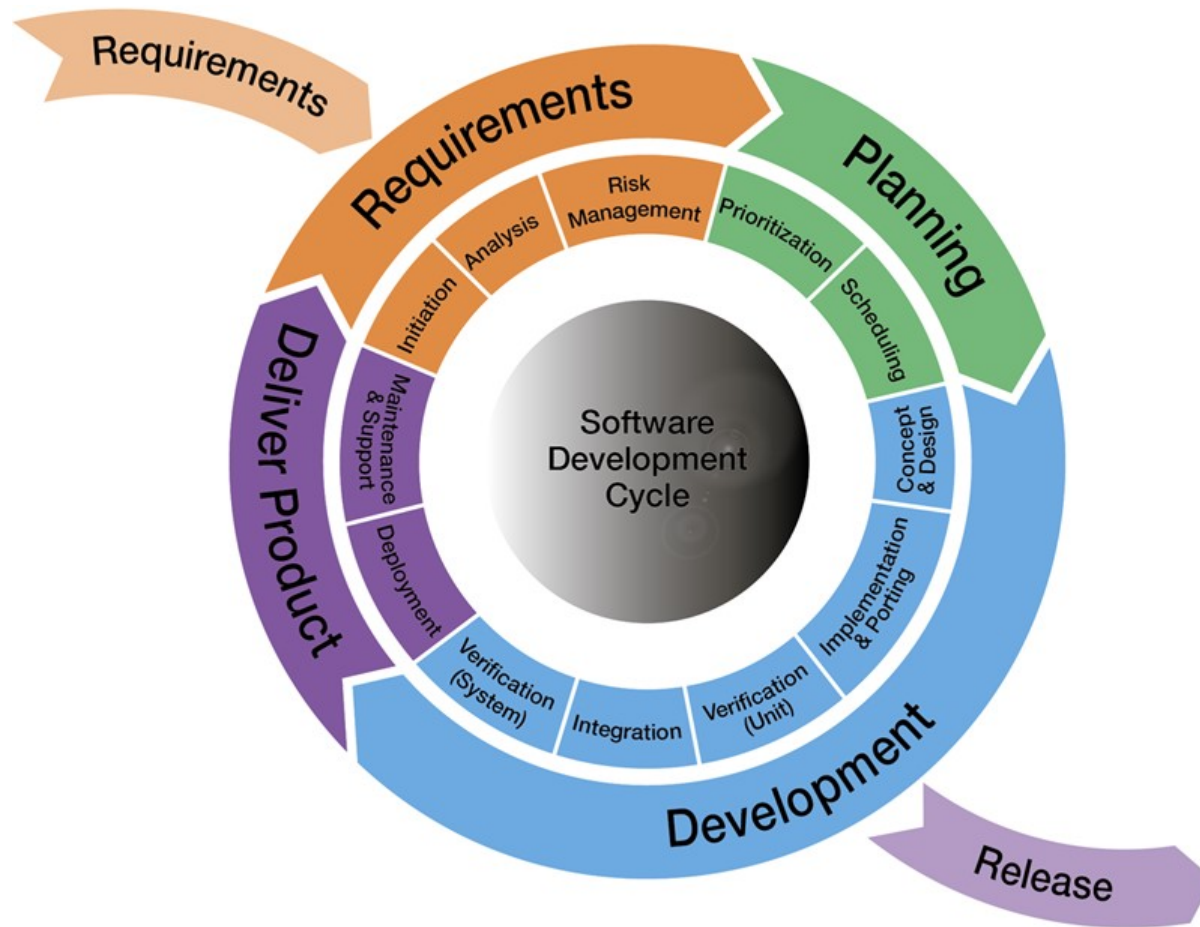 Requirements
Requirements
Planning
Development
Deliver Product
Release
Initiation
Analysis
Risk
Management
Prioritization
Scheduling
Concept
& Design
Implementation
& Porting
Verification
(Unit)
Integration
Verification
(System)
Deployment
Maintenance
& Support
Software
Development
Cycle